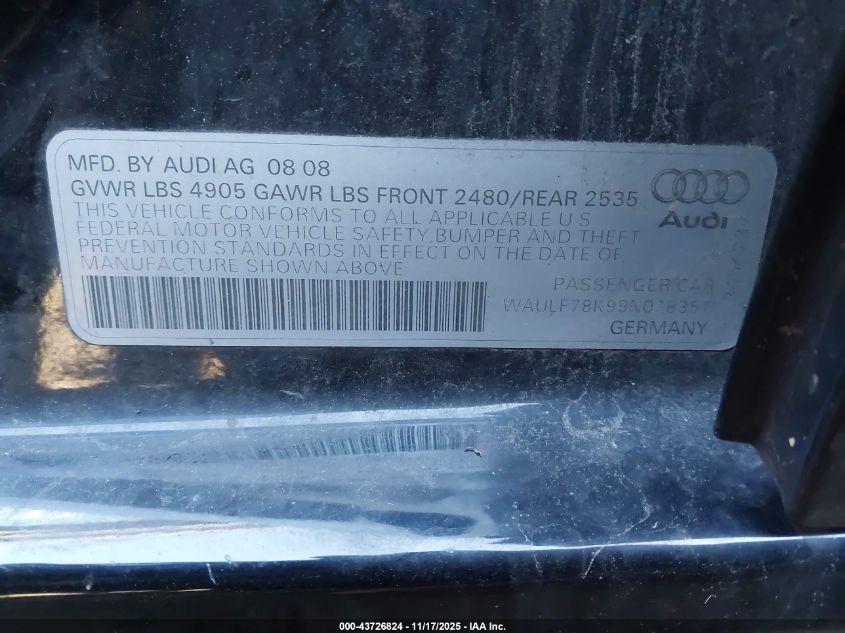 MFD. BY AUDI AG 08 08
GVWR LBS 4905 GAWR LBS FRONT 2480/REAR 2535
THIS VEHICLE CONFORMS TO ALL APPLICABLE U S
FEDERAL MOTOR VEHICLE SAFETY, BUMPER AND THEFT
PREVENTION STANDARDS IN EFFECT ON THE DATE OF
MANUFACTURE SHOWN ABOVE
Audi
PASSENGER CAR
GERMANY
000-43726824 - 11/17/2025 - IAA Inc.